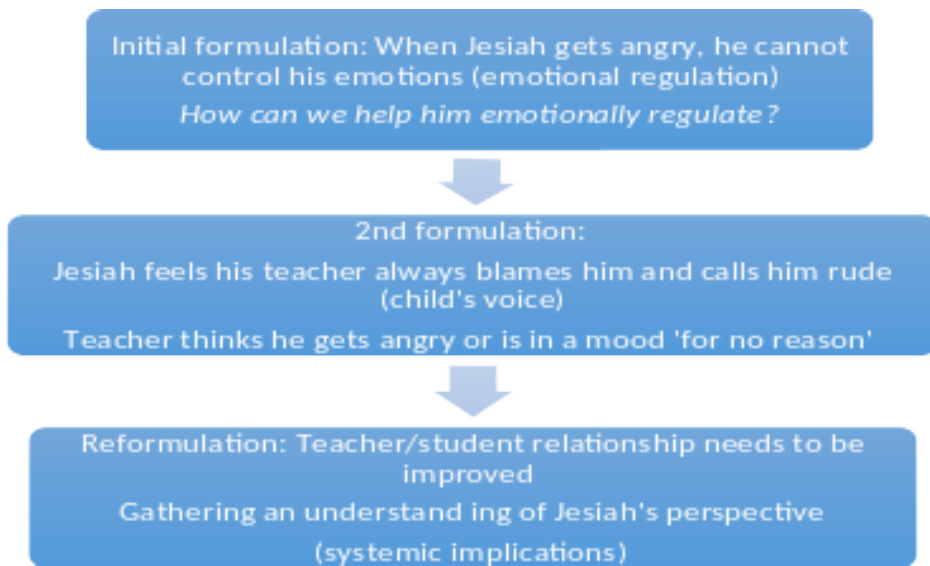 Initial formulation: When Jesiah gets angry, he cannot
control his emotions (emotional regulation)
How can we help him emotionally regulate?
2nd formulation:
Jesiah feels his teacher always blames him and calls him rude
(child's voice)
Teacher thinks he gets angry or is in a mood 'for no reason'
Reformulation: Teacher/student relationship needs to be
improved
Gathering an understand ing of Jesiah's perspective
(systemic implications)